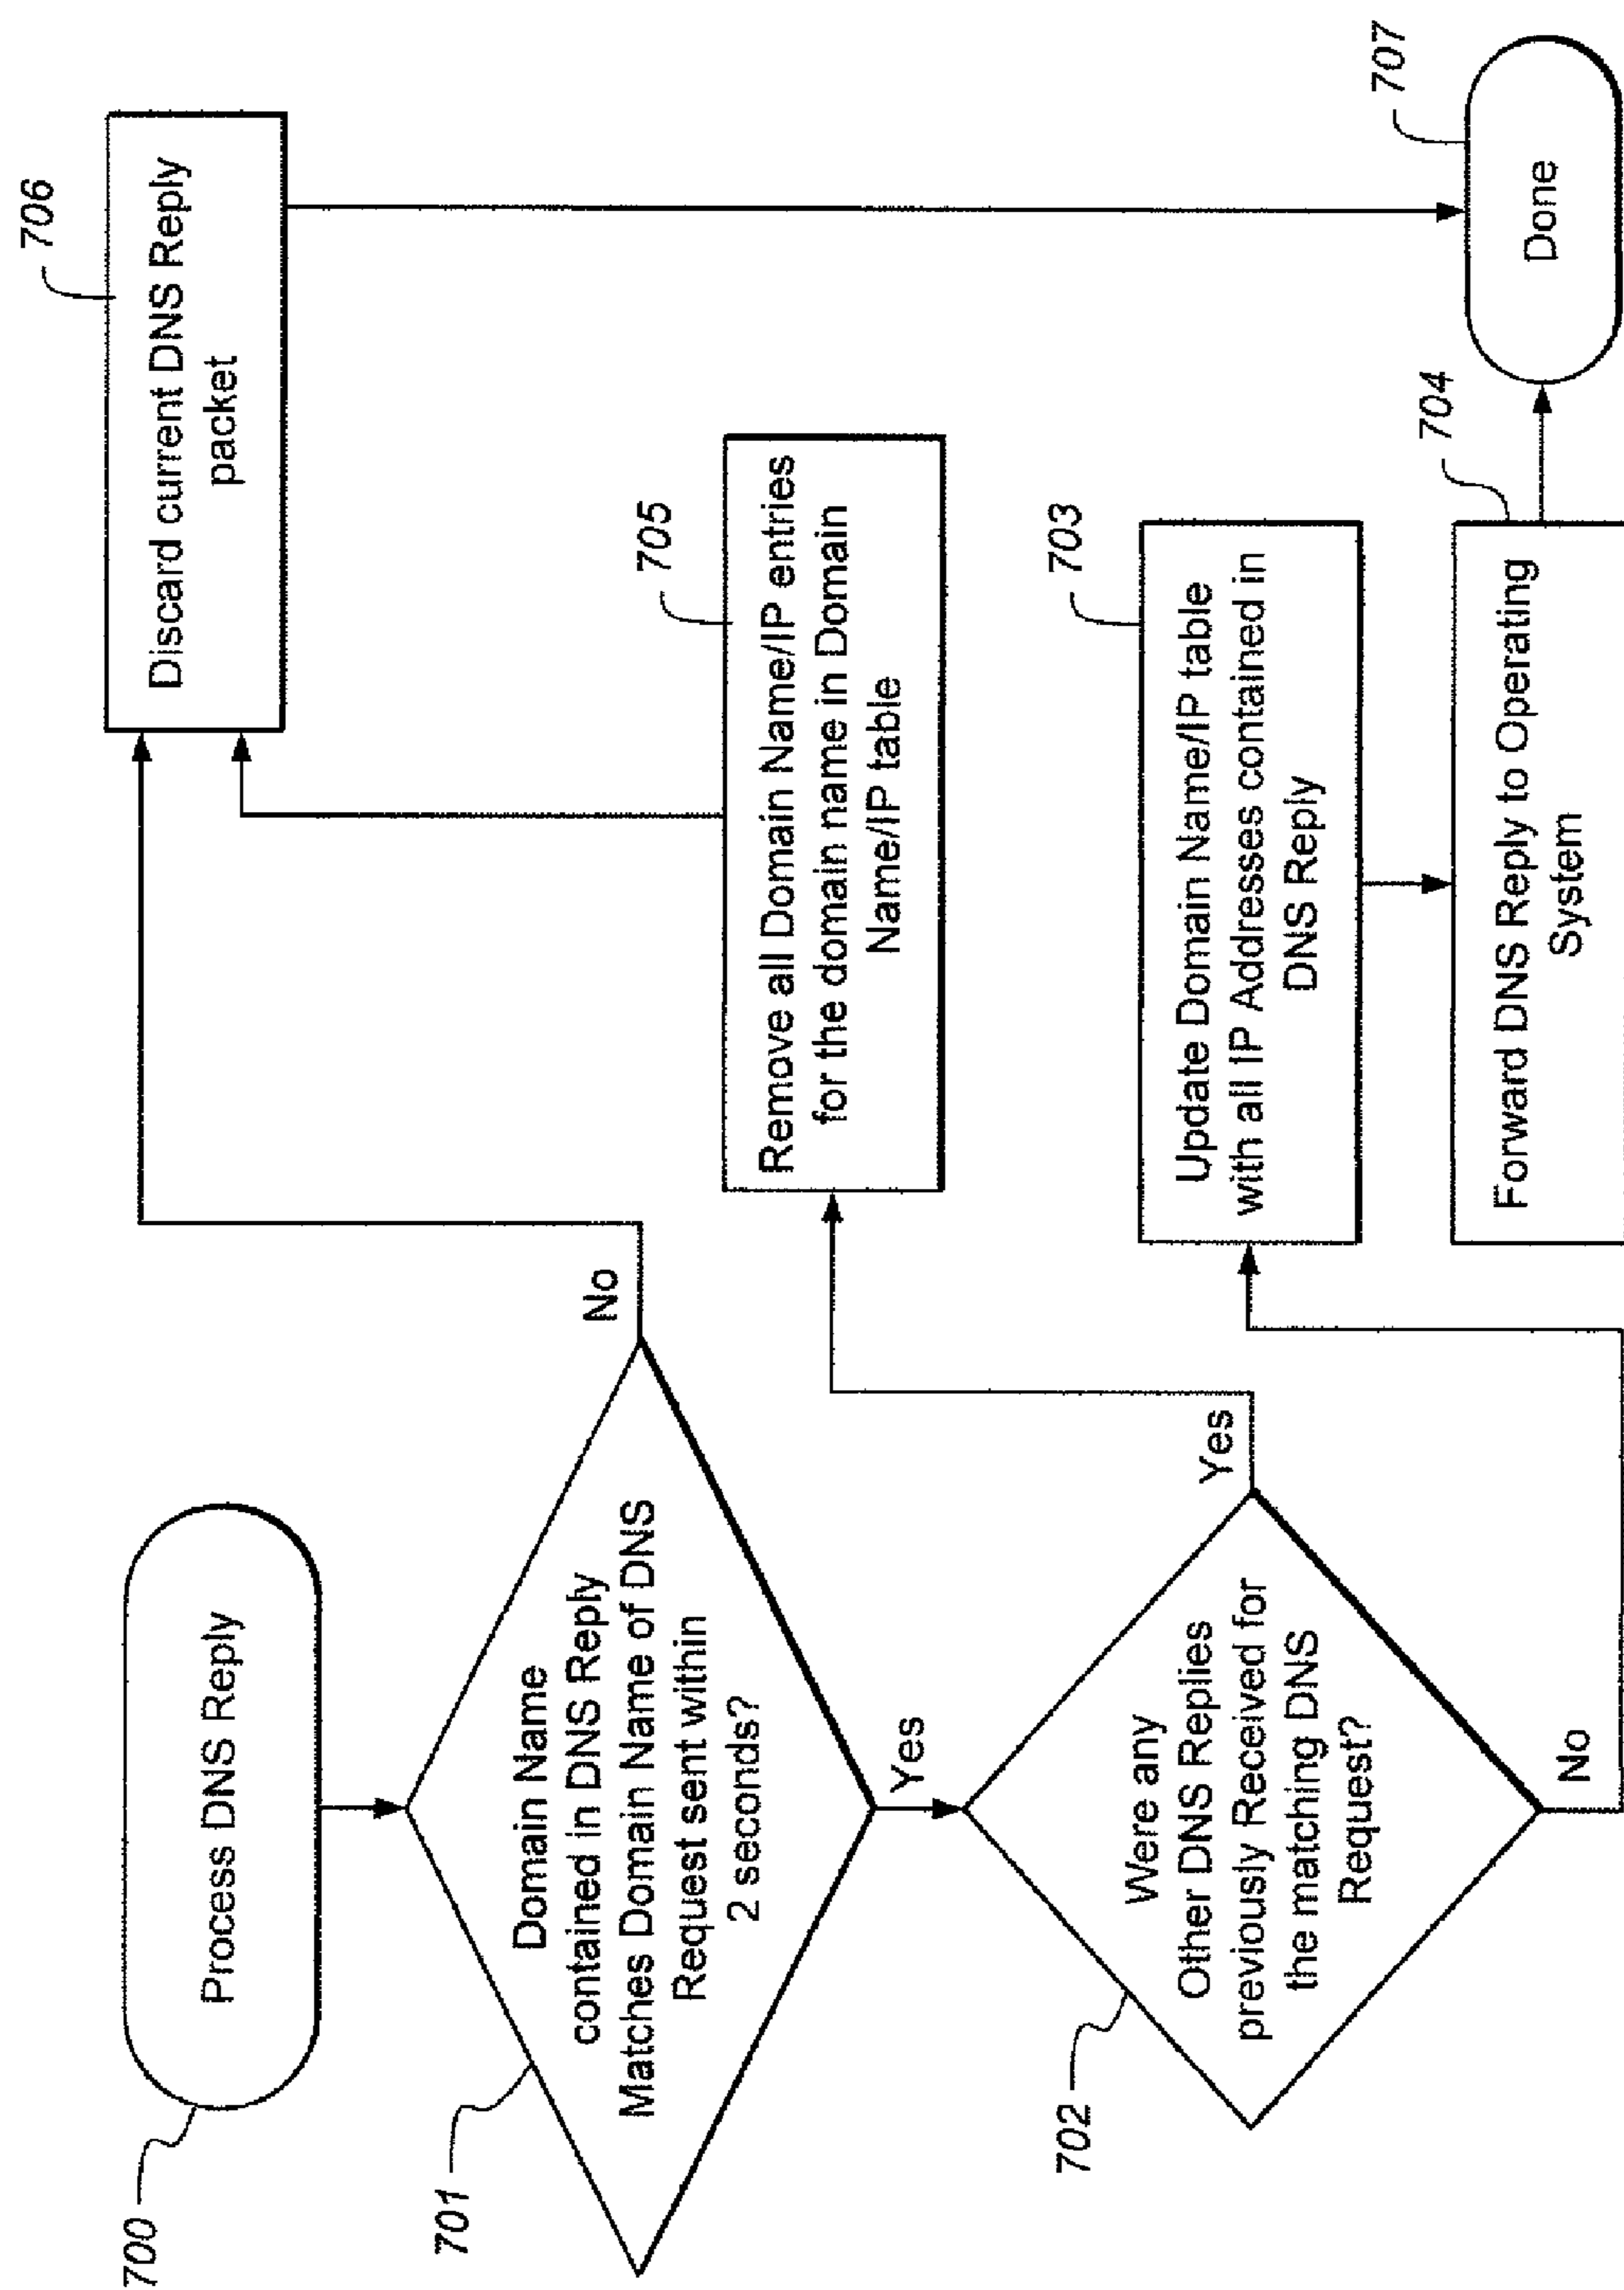 700
Process DNS Reply
701
Domain Name
contained in DNS Reply
Matches Domain Name of DNS
Request sent within
2 seconds?
No
Yes
702
Were any
Other DNS Replies
previously Received for
the matching DNS
Request?
Yes
No
706
Discard current DNS Reply
packet
705
Remove all Domain Name/IP entries
for the domain name in Domain
Name/IP table
703
Update Domain Name/IP table
with all IP Addresses contained in
DNS Reply
704
Forward DNS Reply to Operating
System
707
Done